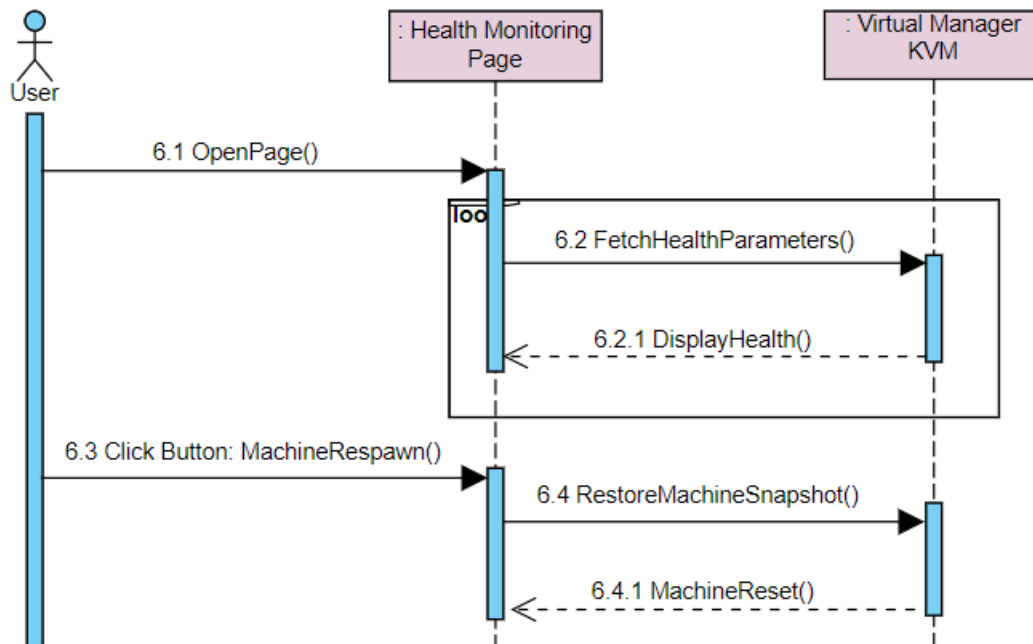 : Health Monitoring
Page
: Virtual Manager
KVM
User
6.1 OpenPage()
loo
6.2 FetchHealthParameters()
6.2.1 DisplayHealth()
6.3 Click Button: MachineRespawn()
6.4 RestoreMachineSnapshot()
6.4.1 MachineReset()